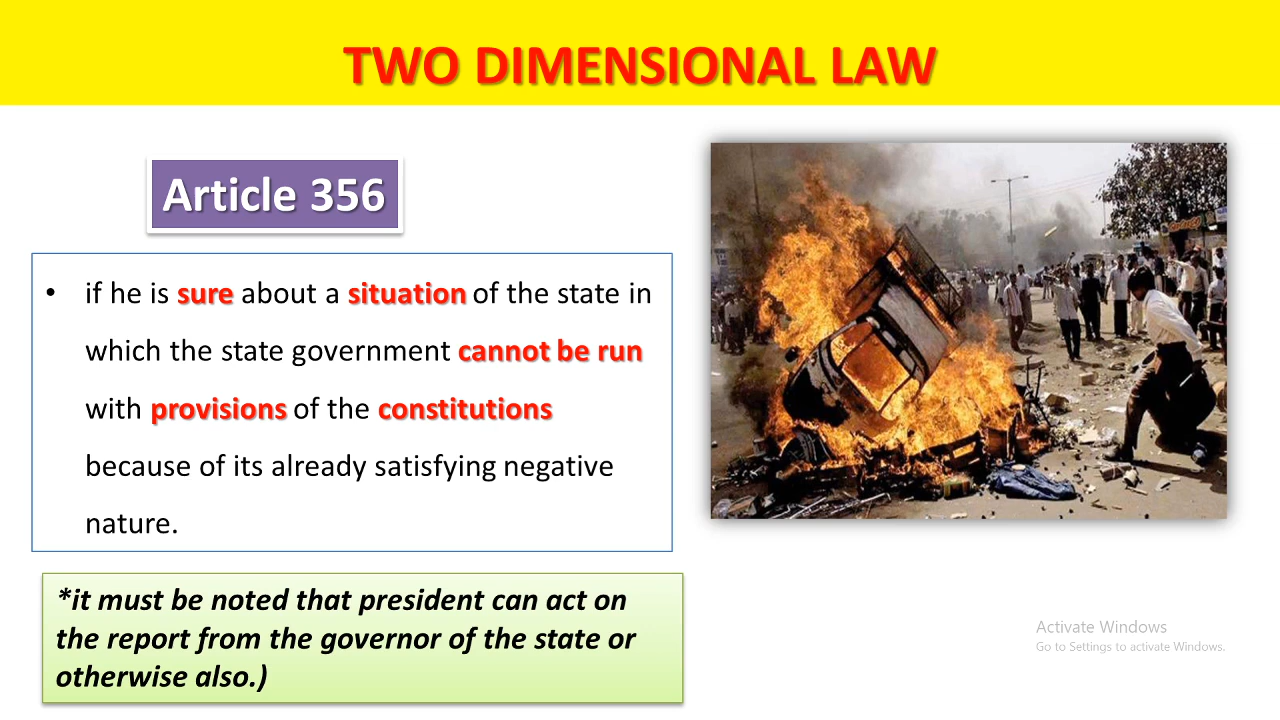 TWO DIMENSIONAL LAW
Article 356
• if he is sure about a situation of the state in
which the state government cannot be run
with provisions of the constitutions
because of its already satisfying negative
nature.
*it must be noted that president can act on
the report from the governor of the state or
otherwise also.)
Activate Windows
Go to Settings to activate Windows.